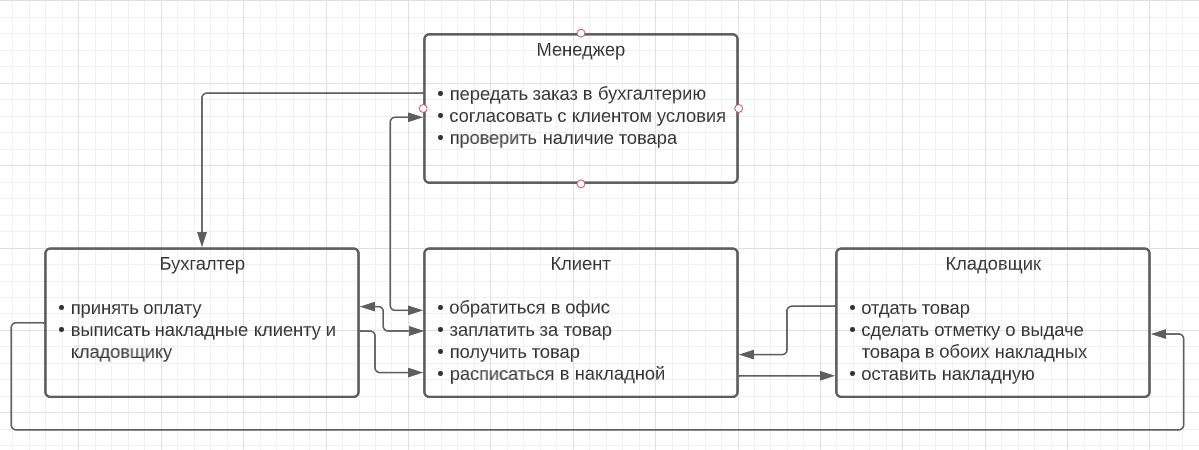 Менеджер
• передать заказ в бухгалтерию
• согласовать с клиентом условия
• проверить наличие товара
Бухгалтер
• принять оплату
• выписать накладные клиенту и
кладовщику
Клиент
• обратиться в офис
• заплатить за товар
• получить товар
• расписаться в накладной
Кладовщик
• отдать товар
• сделать отметку о выдаче
товара в обоих накладных
• оставить накладную